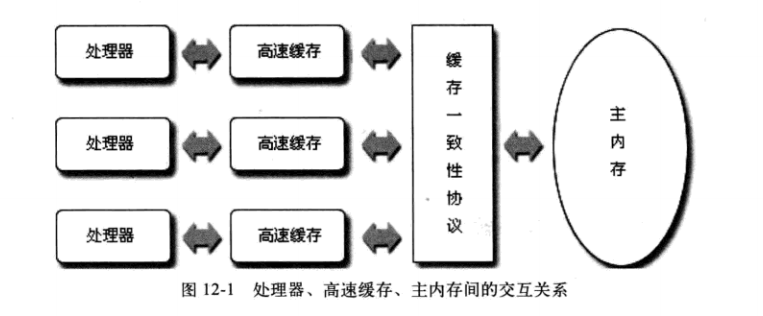 处理器
高速缓存
处理器
高速缓存
处理器
高速缓存
缓存一致性协议
主内存
图 12-1 处理器、高速缓存、主内存间的交互关系